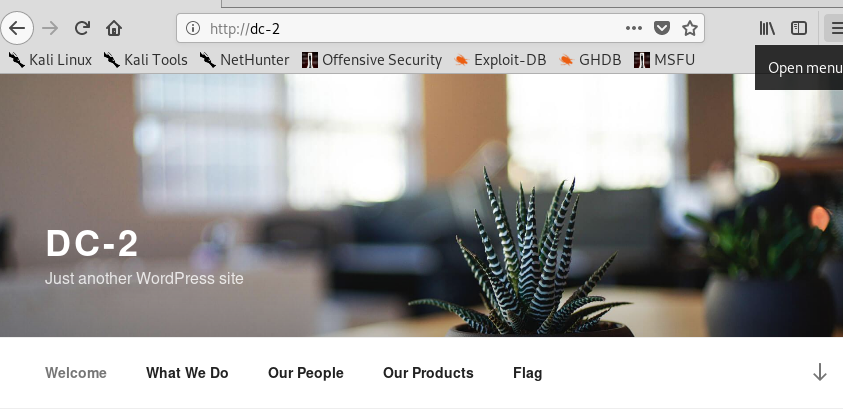 http://dc-2
Kali Linux Kali Tools NetHunter Offensive Security Exploit-DB GHDB MSFU
Open menu
DC-2
Just another WordPress site
Welcome What We Do Our People Our Products Flag